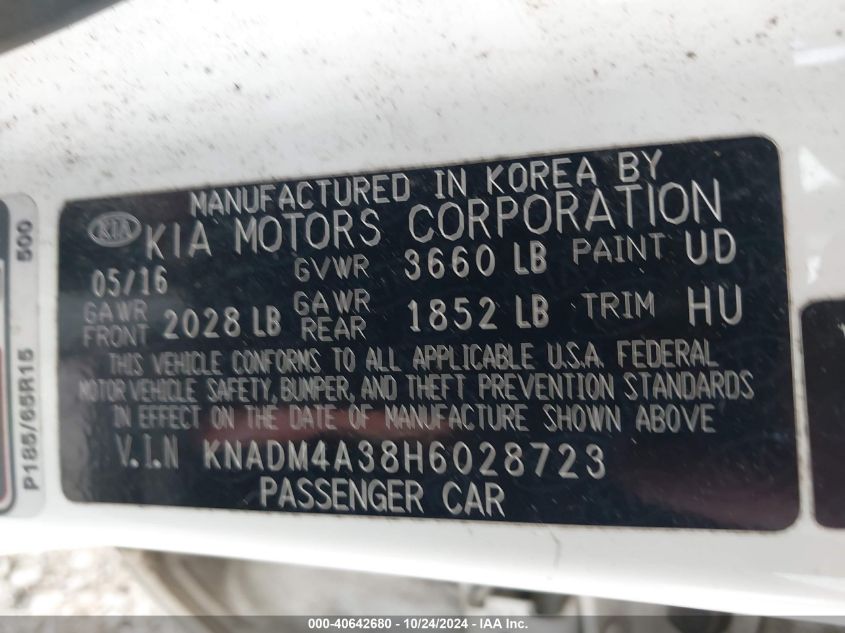 MANUFACTURED IN KOREA BY
KIA KIA MOTORS CORPORATION
05/16 GVWR 3660 LB PAINT UD
GAWR FRONT 2028 LB GAWR REAR 1852 LB TRIM HU
THIS VEHICLE CONFORMS TO ALL APPLICABLE U.S.A. FEDERAL
MOTOR VEHICLE SAFETY, BUMPER, AND THEFT PREVENTION STANDARDS
IN EFFECT ON THE DATE OF MANUFACTURE SHOWN ABOVE
V.I.N KNADM4A38H6028723
PASSENGER CAR
P185/65R15 500
000-40642680 - 10/24/2024 - IAA Inc.